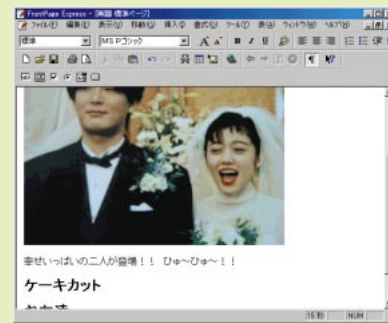 FrontPage Express - [無題 標準ページ]
ファイル(F) 編集(E) 表示(V) 移動(G) 挿入(I) 書式(O) ツール(T) 表(A) ウィンドウ(W) ヘルプ(H)
標準 MS Pゴシック
幸せいっぱいの二人が登場！！ ひゅ～ひゅ～！！
ケーキカット
15 秒 NUM